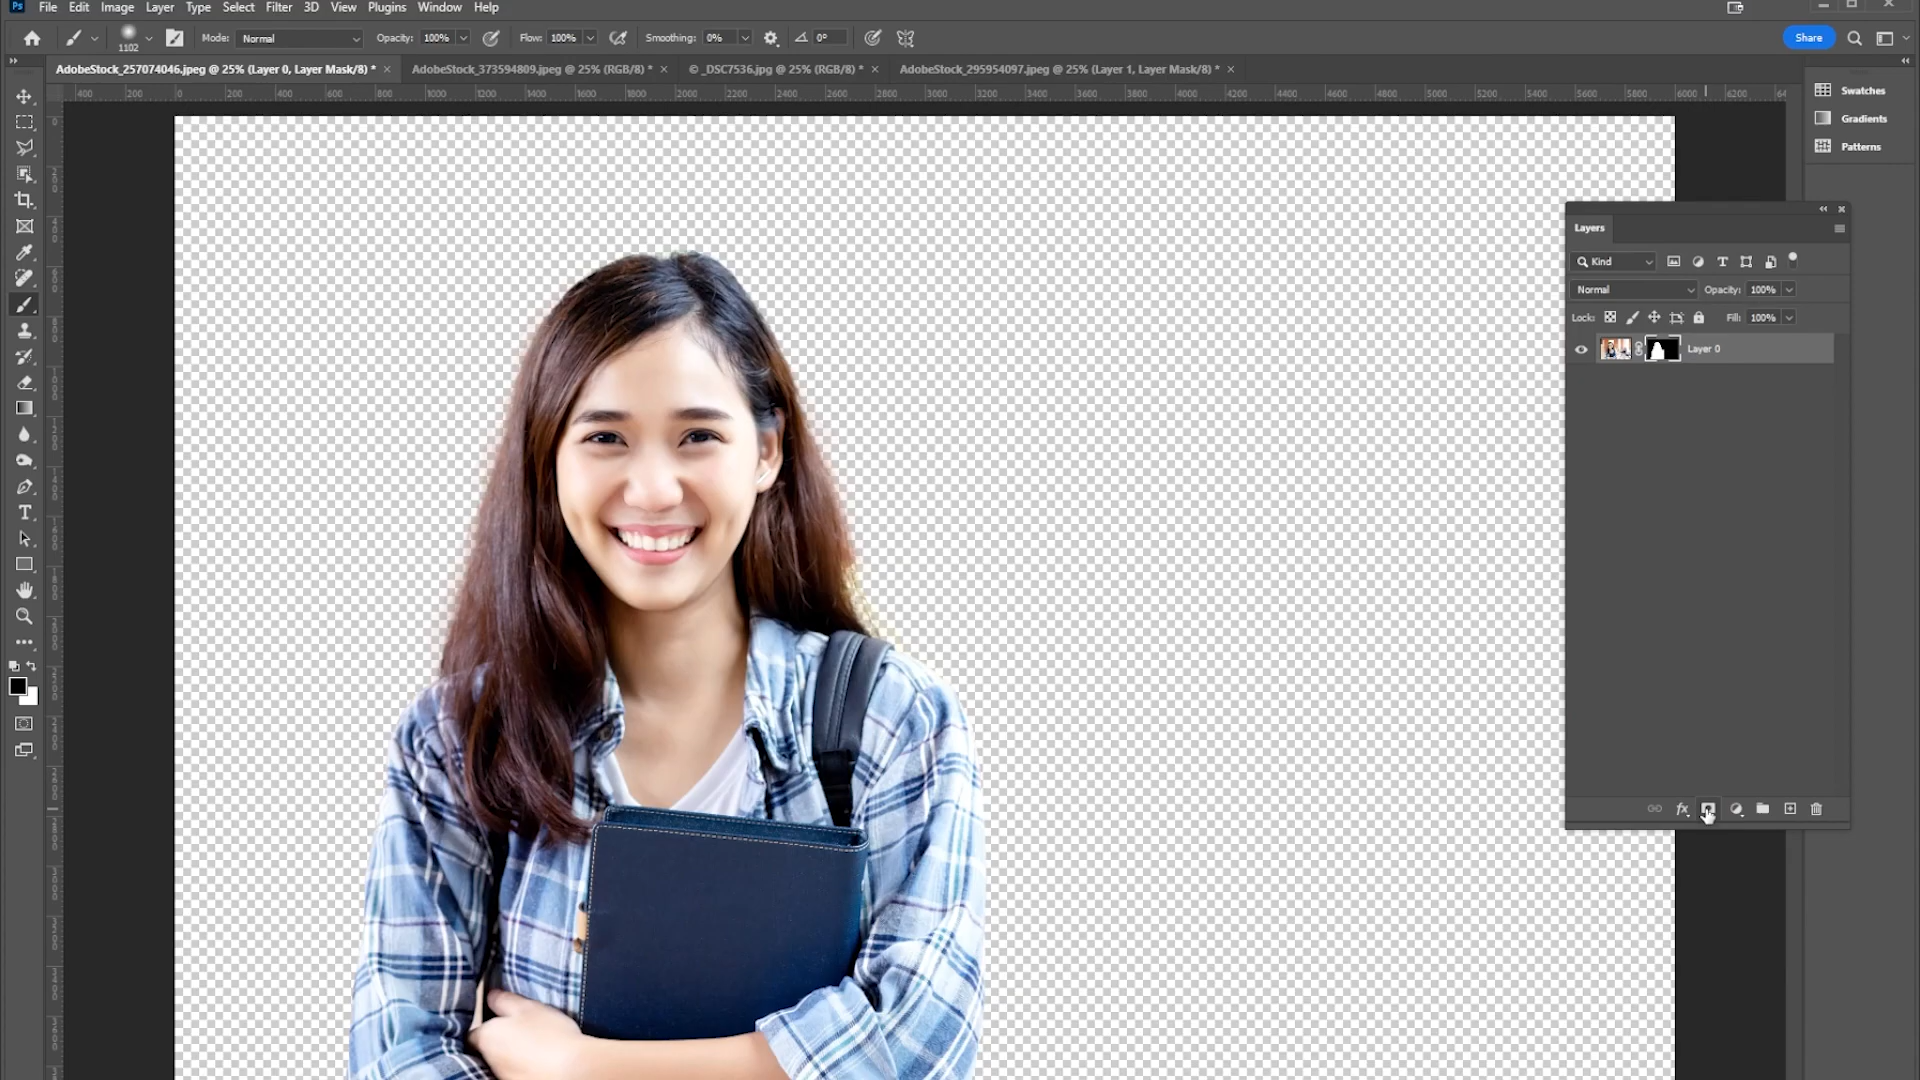 Ps File Edit Image Layer Type Select Filter 3D View Plugins Window Help
1102 Mode: Normal Opacity: 100% Flow: 100% Smoothing: 0% 0° Share
AdobeStock_257074046.jpeg @ 25% (Layer 0, Layer Mask/8) * × AdobeStock_373594809.jpeg @ 25% (RGB/8) * × © _DSC7536.jpg @ 25% (RGB/8) * × AdobeStock_295954097.jpeg @ 25% (Layer 1, Layer Mask/8) * ×
400 200 0 200 400 600 800 1000 1200 1400 1600 1800 2000 2200 2400 2600 2800 3000 3200 3400 3600 3800 4000 4200 4400 4600 4800 5000 5200 5400 5600 5800 6000 6200
Swatches
Gradients
Patterns
Layers
Kind
Normal Opacity: 100%
Lock: Fill: 100%
Layer 0
fx